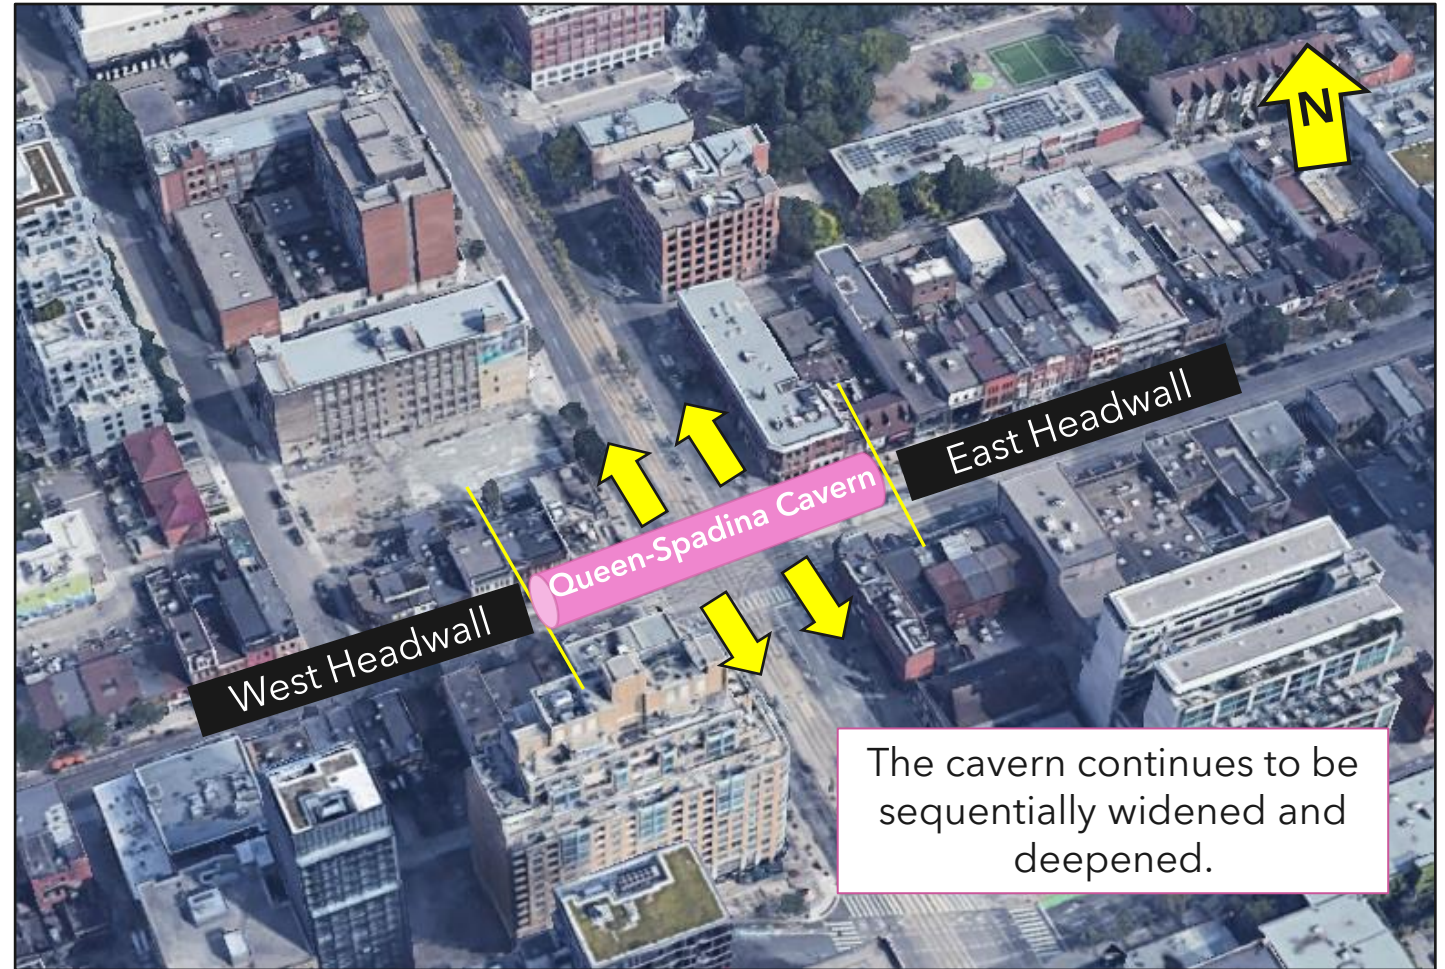 N
East Headwall
Queen-Spadina Cavern
West Headwall
The cavern continues to be
sequentially widened and
deepened.